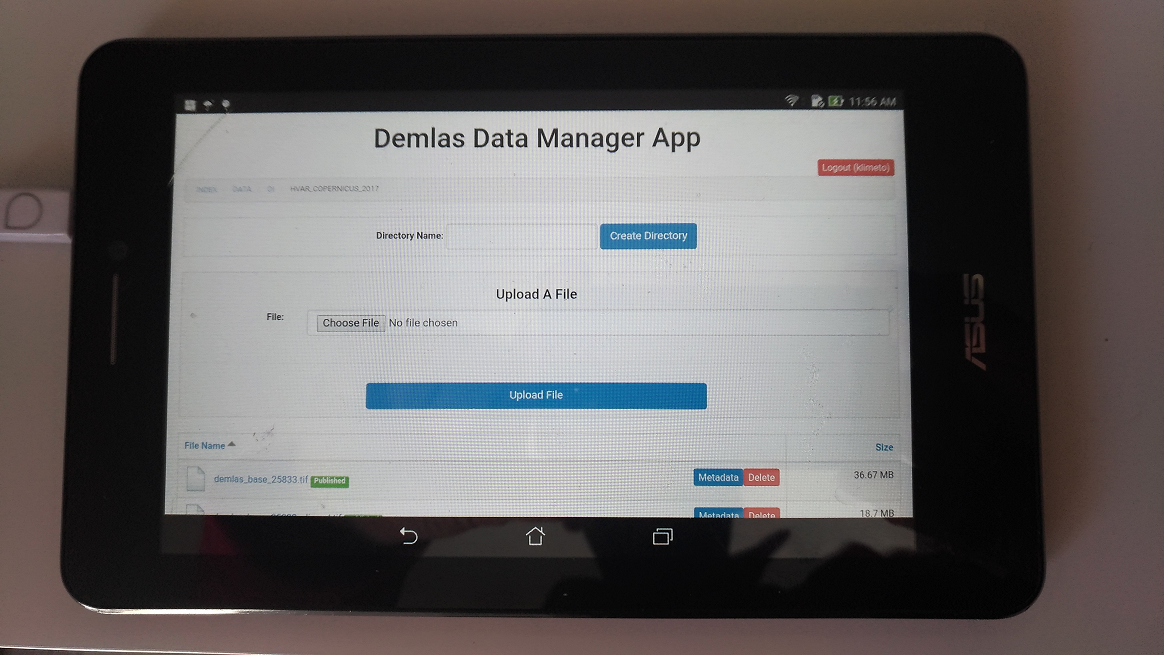 11:56 AM
Demlas Data Manager App
Logout (klimeto)
INDEX DATA HVAR_COPERNICUS_2017
Directory Name: Create Directory
Upload A File
File: Choose File No file chosen
Upload File
File Name Size
demlas_base_25833.tif Published Metadata Delete 36.67 MB
Metadata Delete 18.7 MB
ASUS